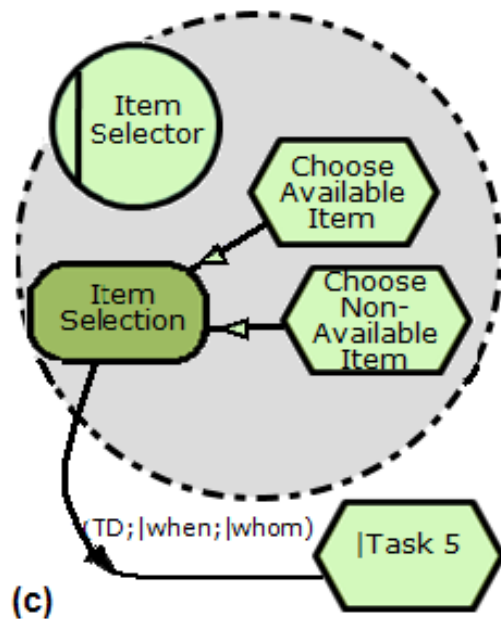 Item
Selector
Choose
Available
Item
Item
Selection
Choose
Non-
Available
Item
(TD;|when;|whom)
|Task 5
(c)